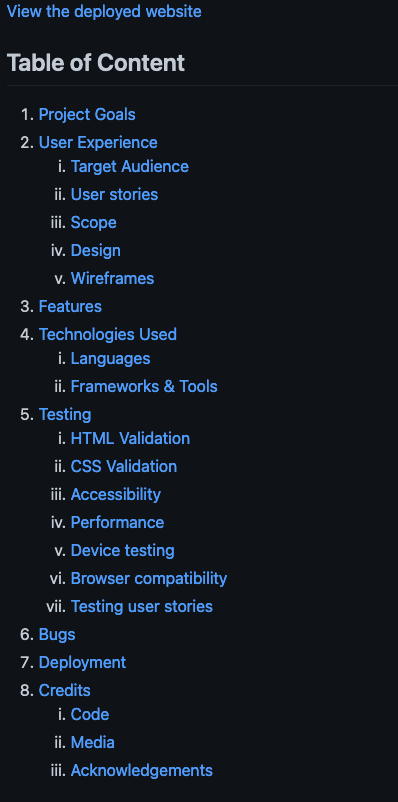 View the deployed website
Table of Content
1. Project Goals
2. User Experience
i. Target Audience
ii. User stories
iii. Scope
iv. Design
v. Wireframes
3. Features
4. Technologies Used
i. Languages
ii. Frameworks & Tools
5. Testing
i. HTML Validation
ii. CSS Validation
iii. Accessibility
iv. Performance
v. Device testing
vi. Browser compatibility
vii. Testing user stories
6. Bugs
7. Deployment
8. Credits
i. Code
ii. Media
iii. Acknowledgements